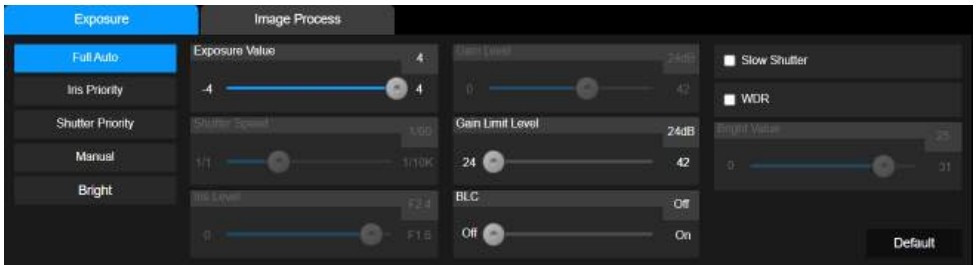 Exposure
Image Process
Full Auto
Iris Priority
Shutter Priority
Manual
Bright
Exposure Value 4
-4 4
Shutter Speed 1/60
1/1 1/10K
Iris Level F2.4
0 F1.6
Gain Level 24dB
0 42
Gain Limit Level 24dB
24 42
BLC Off
Off On
Slow Shutter
WDR
Bright Value 25
0 31
Default